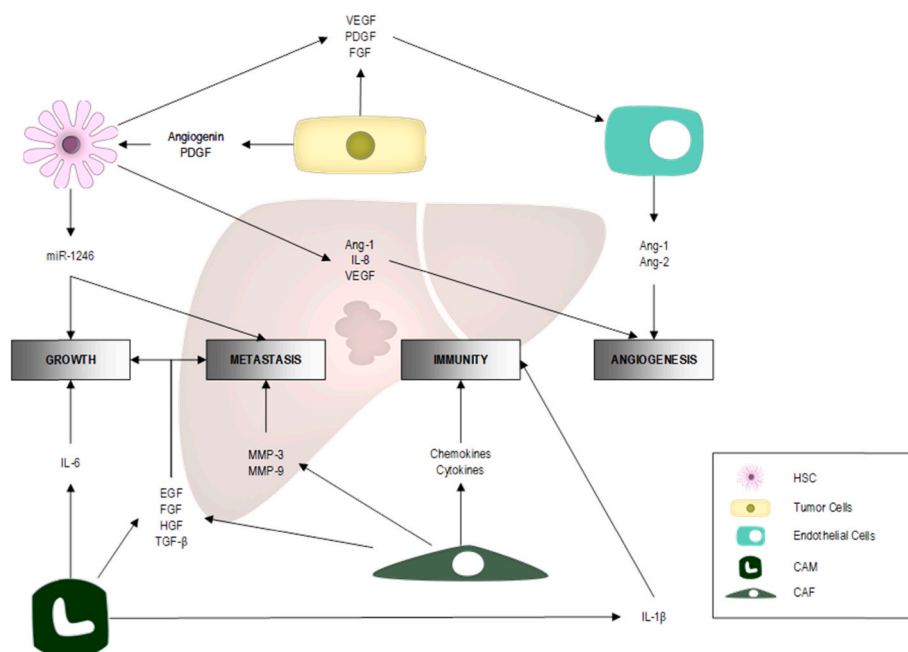 VEGF
PDGF
FGF
Angiogenin
PDGF
miR-1246
Ang-1
IL-8
VEGF
Ang-1
Ang-2
GROWTH
METASTASIS
IMMUNITY
ANGIOGENESIS
IL-6
MMP-3
MMP-9
Chemokines
Cytokines
EGF
FGF
HGF
TGF-β
IL-1β
HSC
Tumor Cells
Endothelial Cells
CAM
CAF